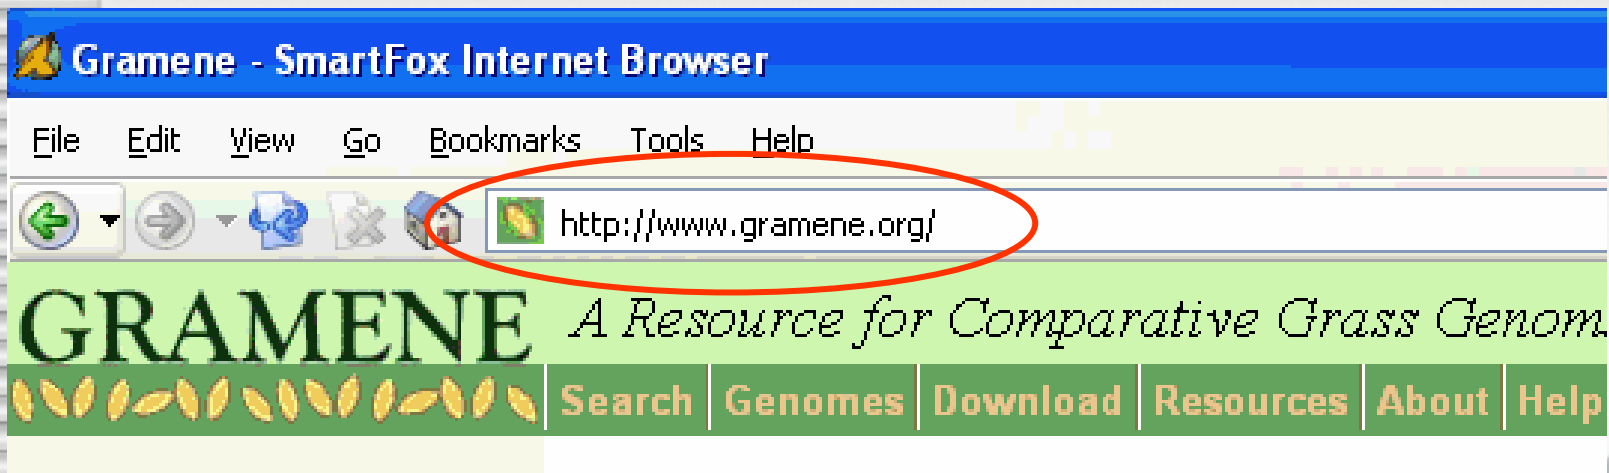 Gramene - SmartFox Internet Browser
File Edit View Go Bookmarks Tools Help
http://www.gramene.org/
GRAMENE A Resource for Comparative Grass Genom
Search Genomes Download Resources About Help